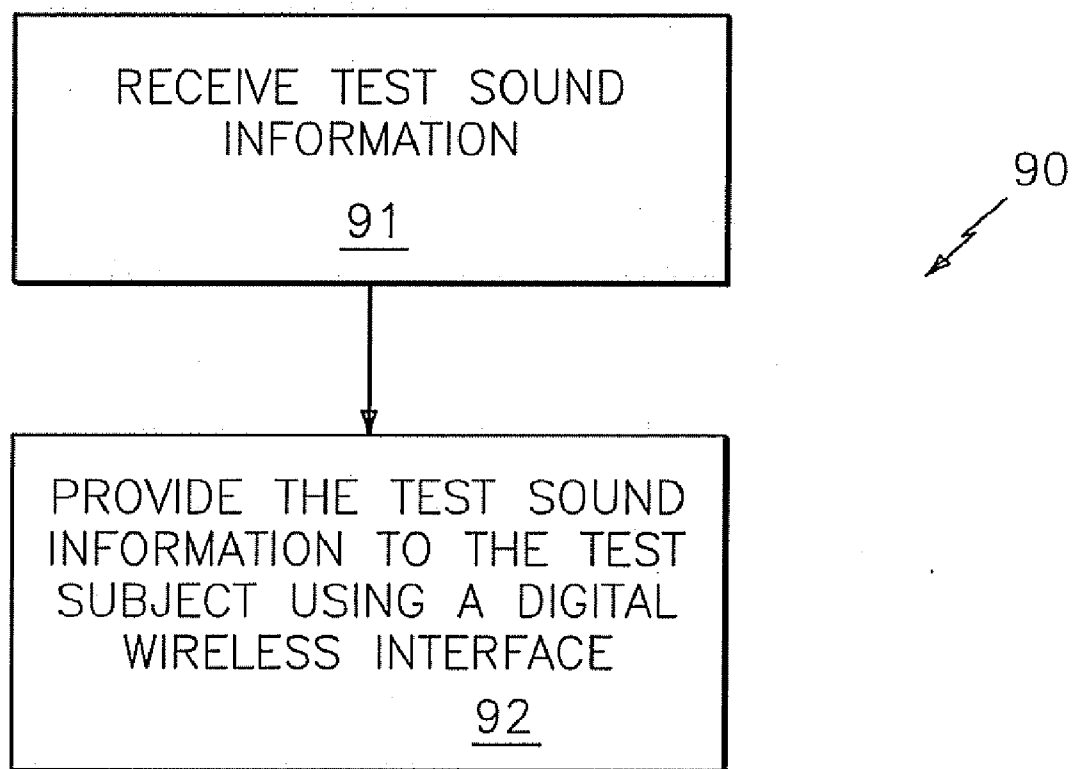 RECEIVE TEST SOUND
INFORMATION
91
90
PROVIDE THE TEST SOUND
INFORMATION TO THE TEST
SUBJECT USING A DIGITAL
WIRELESS INTERFACE
92